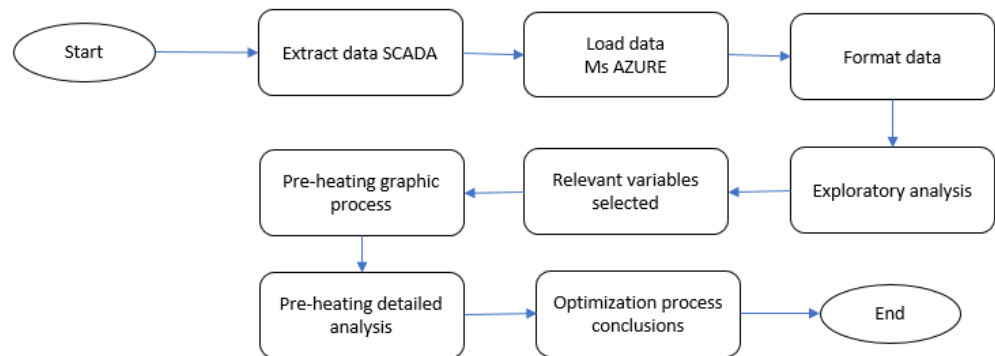 Start
Extract data SCADA
Load data
Ms AZURE
Format data
Exploratory analysis
Relevant variables
selected
Pre-heating graphic
process
Pre-heating detailed
analysis
Optimization process
conclusions
End